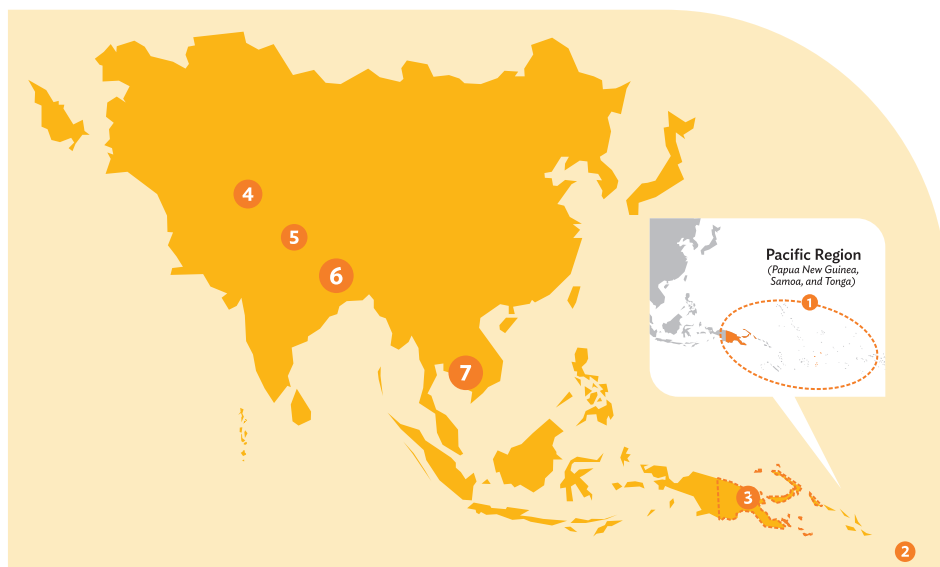 4
5
6
7
Pacific Region
(Papua New Guinea,
Samoa, and Tonga)
1
3
2